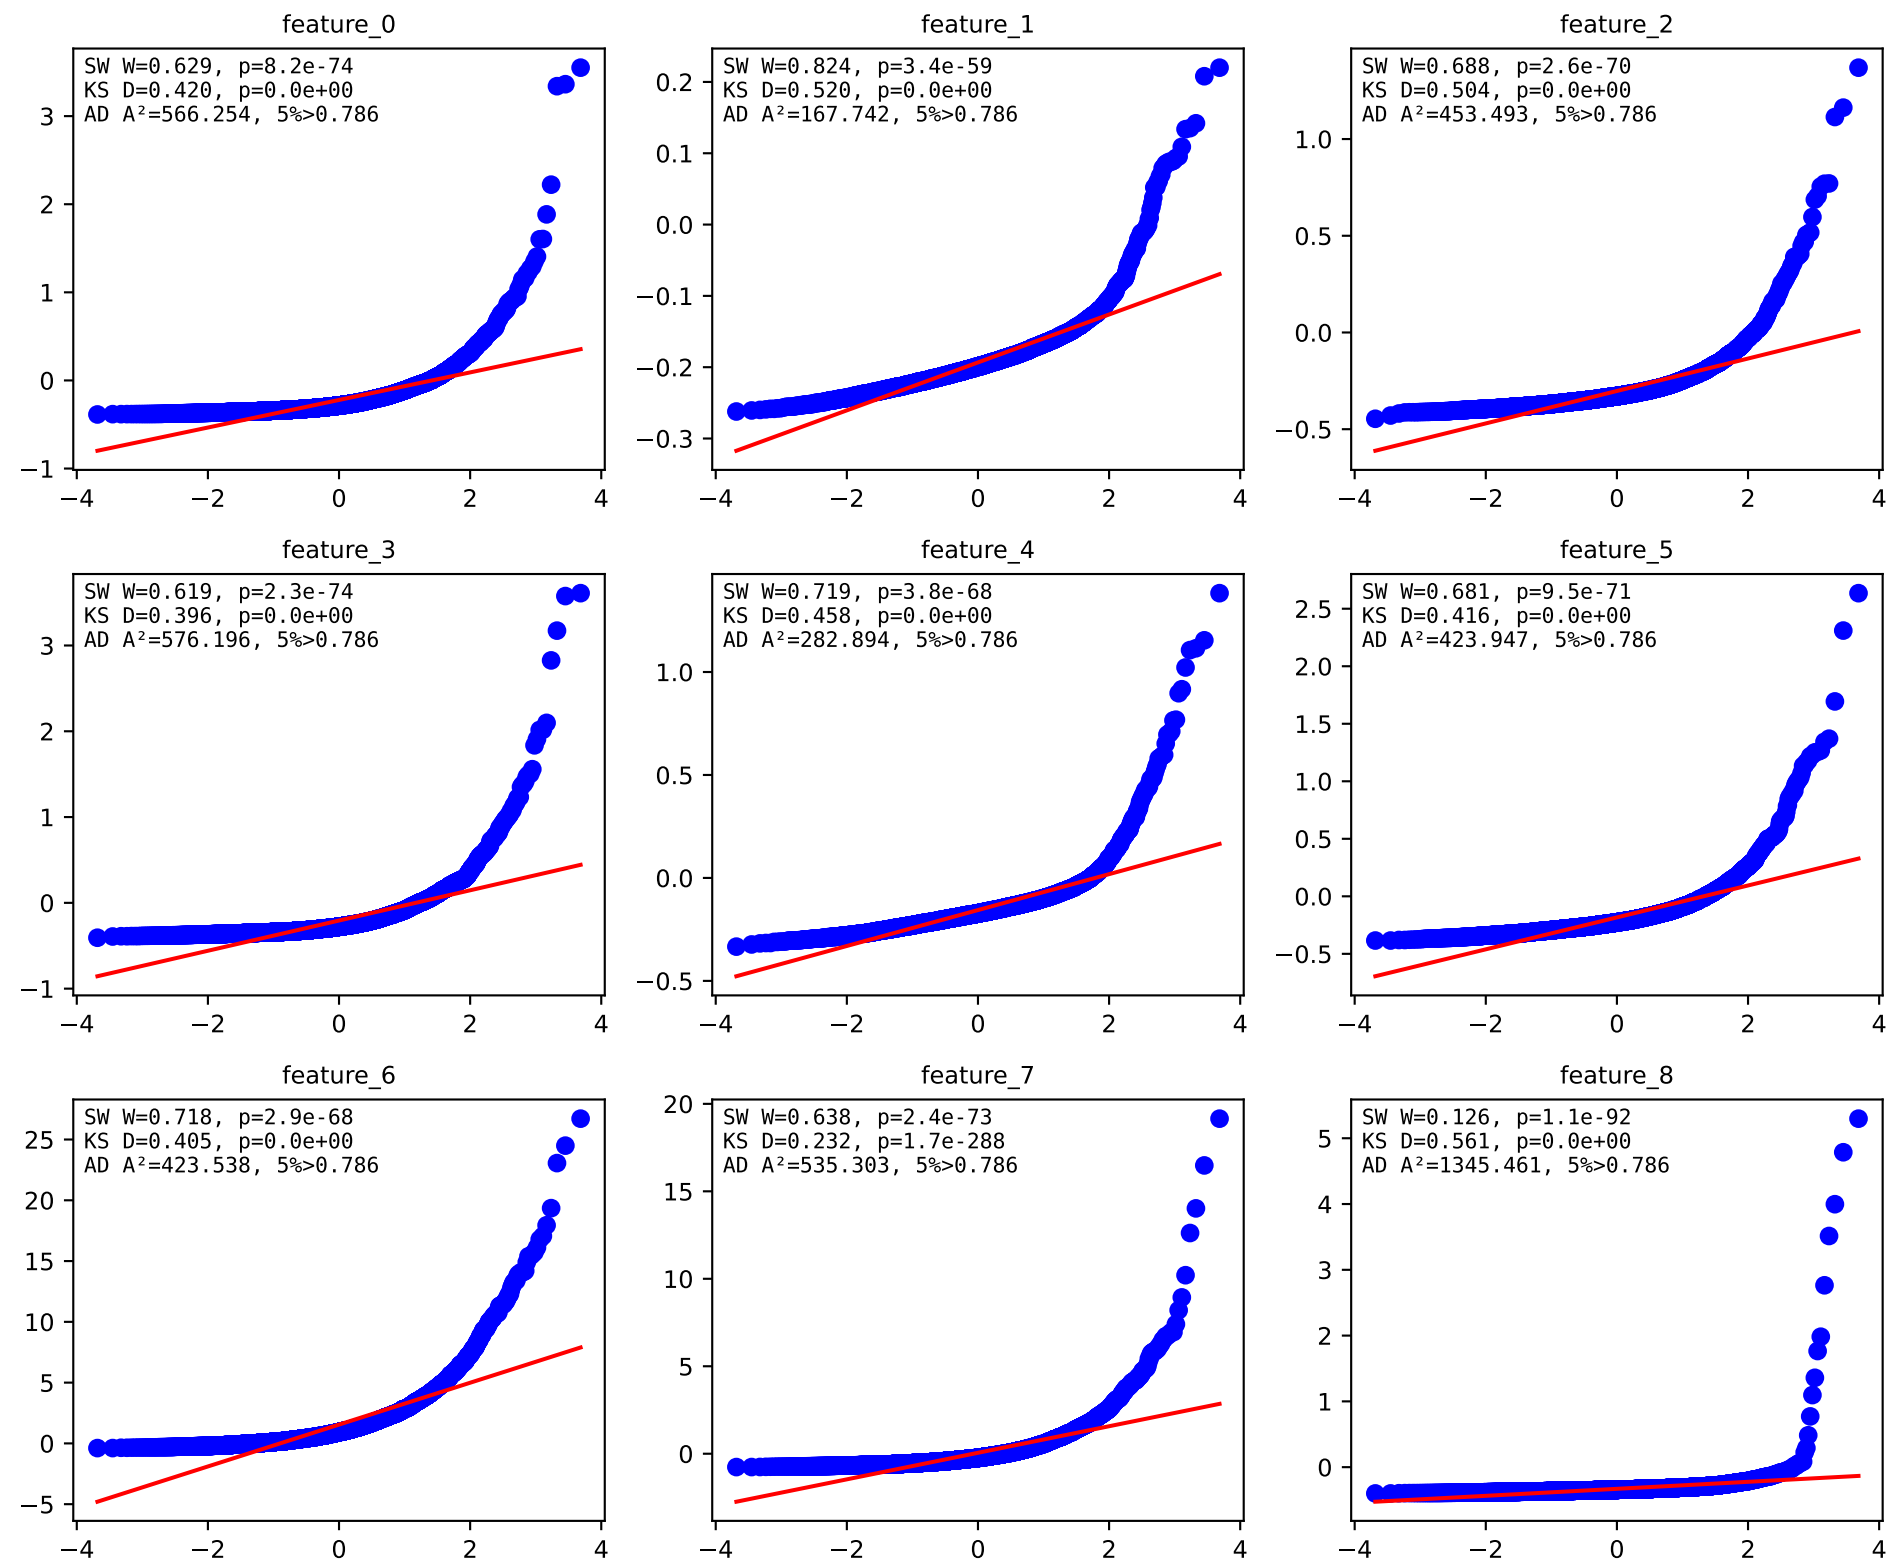 feature_0
SW W=0.629, p=8.2e-74
KS D=0.420, p=0.0e+00
AD A²=566.254, 5%>0.786
3
2
1
0
−1
−4 −2 0 2 4
feature_1
SW W=0.824, p=3.4e-59
KS D=0.520, p=0.0e+00
AD A²=167.742, 5%>0.786
0.2
0.1
0.0
−0.1
−0.2
−0.3
−4 −2 0 2 4
feature_2
SW W=0.688, p=2.6e-70
KS D=0.504, p=0.0e+00
AD A²=453.493, 5%>0.786
1.0
0.5
0.0
−0.5
−4 −2 0 2 4
feature_3
SW W=0.619, p=2.3e-74
KS D=0.396, p=0.0e+00
AD A²=576.196, 5%>0.786
3
2
1
0
−1
−4 −2 0 2 4
feature_4
SW W=0.719, p=3.8e-68
KS D=0.458, p=0.0e+00
AD A²=282.894, 5%>0.786
1.0
0.5
0.0
−0.5
−4 −2 0 2 4
feature_5
SW W=0.681, p=9.5e-71
KS D=0.416, p=0.0e+00
AD A²=423.947, 5%>0.786
2.5
2.0
1.5
1.0
0.5
0.0
−0.5
−4 −2 0 2 4
feature_6
SW W=0.718, p=2.9e-68
KS D=0.405, p=0.0e+00
AD A²=423.538, 5%>0.786
25
20
15
10
5
0
−5
−4 −2 0 2 4
feature_7
SW W=0.638, p=2.4e-73
KS D=0.232, p=1.7e-288
AD A²=535.303, 5%>0.786
20
15
10
5
0
−4 −2 0 2 4
feature_8
SW W=0.126, p=1.1e-92
KS D=0.561, p=0.0e+00
AD A²=1345.461, 5%>0.786
5
4
3
2
1
0
−4 −2 0 2 4